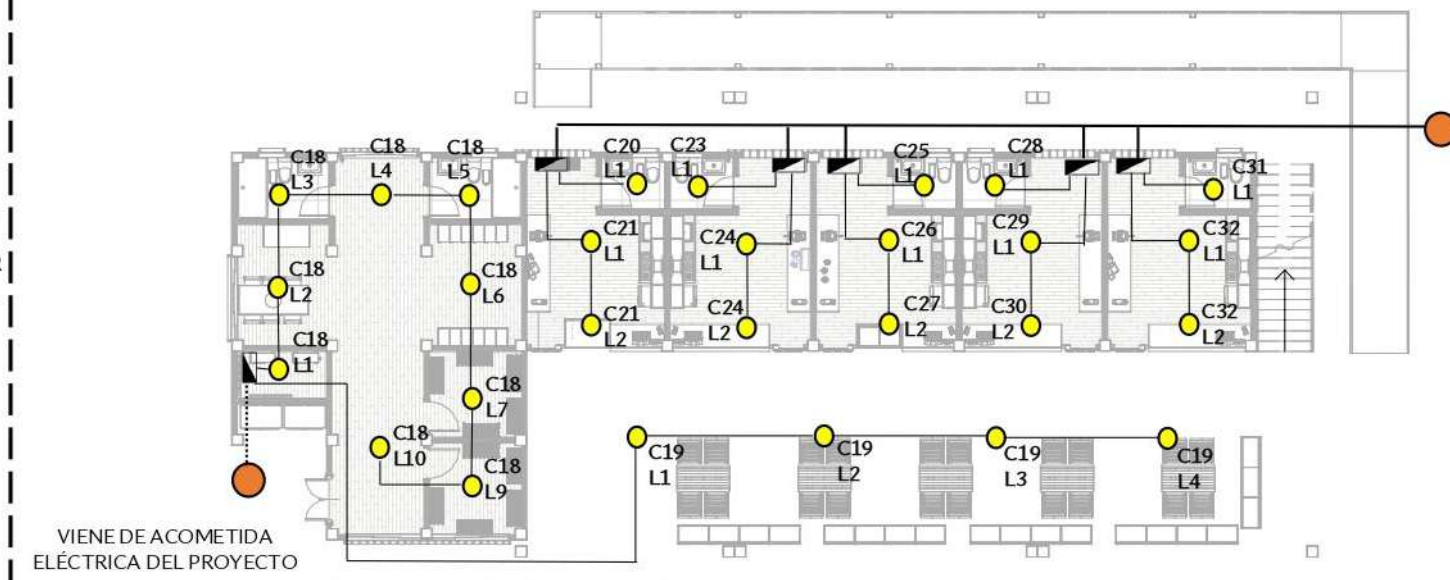 C18
L4
C18
L3
C18
L5
C20
L1
C23
L1
C25
L1
C28
L1
C31
L1
C21
L1
C24
L1
C26
L1
C29
L1
C32
L1
C18
L2
C18
L6
C21
L2
C24
L2
C27
L2
C30
L2
C32
L2
C18
L1
C18
L7
C18
L10
C18
L9
C19
L1
C19
L2
C19
L3
C19
L4
VIENE DE ACOMETIDA
ELÉCTRICA DEL PROYECTO